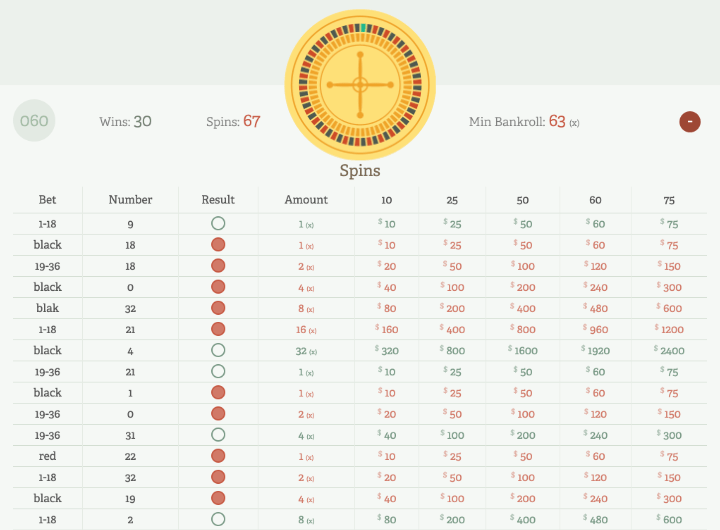 060 Wins: 30 Spins: 67 Min Bankroll: 63 (x) -
Spins
Bet Number Result Amount 10 25 50 60 75
1-18 9 1 (x) $ 10 $ 25 $ 50 $ 60 $ 75
black 18 1 (x) $ 10 $ 25 $ 50 $ 60 $ 75
19-36 18 2 (x) $ 20 $ 50 $ 100 $ 120 $ 150
black 0 4 (x) $ 40 $ 100 $ 200 $ 240 $ 300
blak 32 8 (x) $ 80 $ 200 $ 400 $ 480 $ 600
1-18 21 16 (x) $ 160 $ 400 $ 800 $ 960 $ 1200
black 4 32 (x) $ 320 $ 800 $ 1600 $ 1920 $ 2400
19-36 21 1 (x) $ 10 $ 25 $ 50 $ 60 $ 75
black 1 1 (x) $ 10 $ 25 $ 50 $ 60 $ 75
19-36 0 2 (x) $ 20 $ 50 $ 100 $ 120 $ 150
19-36 31 4 (x) $ 40 $ 100 $ 200 $ 240 $ 300
red 22 1 (x) $ 10 $ 25 $ 50 $ 60 $ 75
1-18 32 2 (x) $ 20 $ 50 $ 100 $ 120 $ 150
black 19 4 (x) $ 40 $ 100 $ 200 $ 240 $ 300
1-18 2 8 (x) $ 80 $ 200 $ 400 $ 480 $ 600